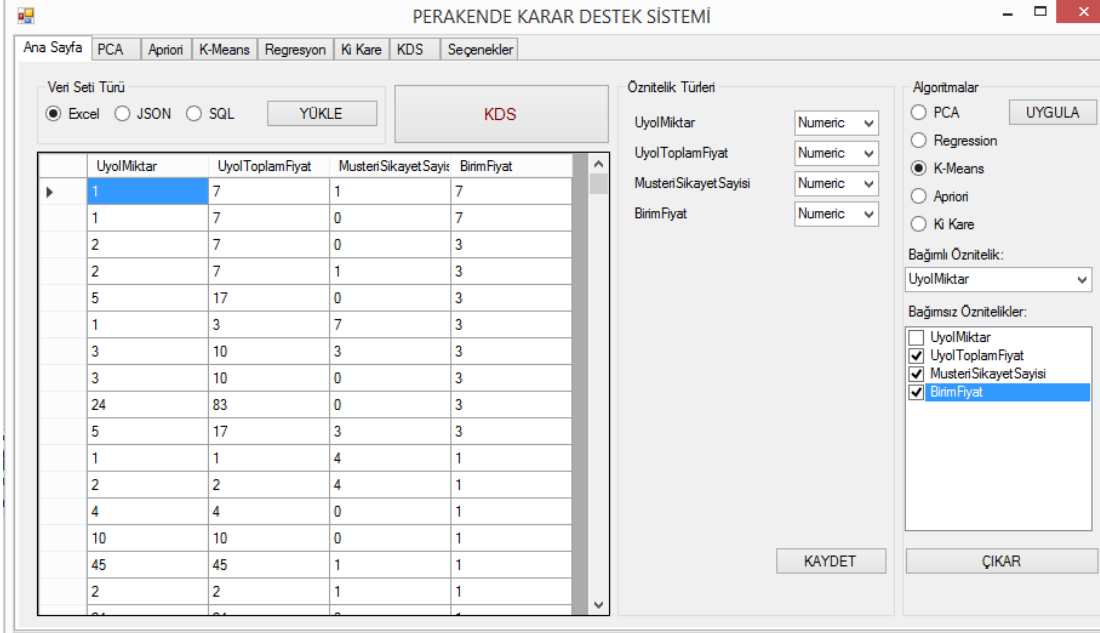 PERAKENDE KARAR DESTEK SİSTEMİ
Ana Sayfa PCA Apriori K-Means Regresyon Ki Kare KDS Seçenekler
Veri Seti Türü
Excel JSON SQL YÜKLE
KDS
UyolMiktar UyolToplamFiyat MusteriSikayetSayis BirimFiyat
1 7 1 7
1 7 0 7
2 7 0 3
2 7 1 3
5 17 0 3
1 3 7 3
3 10 3 3
3 10 0 3
24 83 0 3
5 17 3 3
1 1 4 1
2 2 4 1
4 4 0 1
10 10 0 1
45 45 1 1
2 2 1 1
Öznitelik Türleri
UyolMiktar Numeric
UyolToplamFiyat Numeric
MusteriSikayetSayisi Numeric
BirimFiyat Numeric
KAYDET
Algoritmalar
PCA UYGULA
Regression
K-Means
Apriori
Ki Kare
Bağımlı Öznitelik:
UyolMiktar
Bağımsız Öznitelikler:
UyolMiktar
UyolToplamFiyat
MusteriSikayetSayisi
BirimFiyat
ÇIKAR